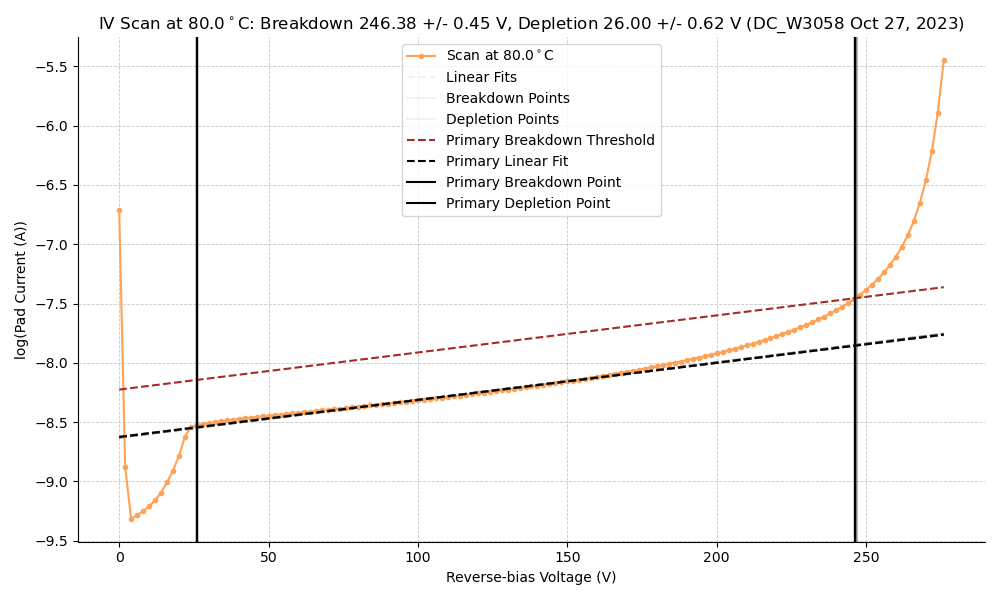 IV Scan at 80.0°C: Breakdown 246.38 +/- 0.45 V, Depletion 26.00 +/- 0.62 V (DC_W3058 Oct 27, 2023)
Scan at 80.0°C
Linear Fits
Breakdown Points
Depletion Points
Primary Breakdown Threshold
Primary Linear Fit
Primary Breakdown Point
Primary Depletion Point
log(Pad Current (A))
−5.5
−6.0
−6.5
−7.0
−7.5
−8.0
−8.5
−9.0
−9.5
0 50 100 150 200 250
Reverse-bias Voltage (V)